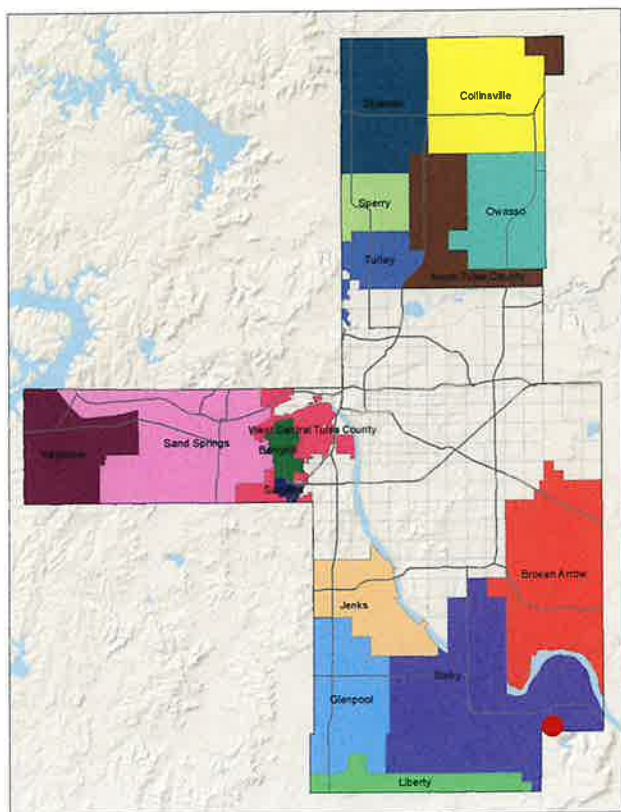 Skiatook
Collinsville
Sperry
Owasso
Turley
North Tulsa County
West Central Tulsa County
Berryhill
Sand Springs
Keystone
Broken Arrow
Jenks
Bixby
Glenpool
Liberty